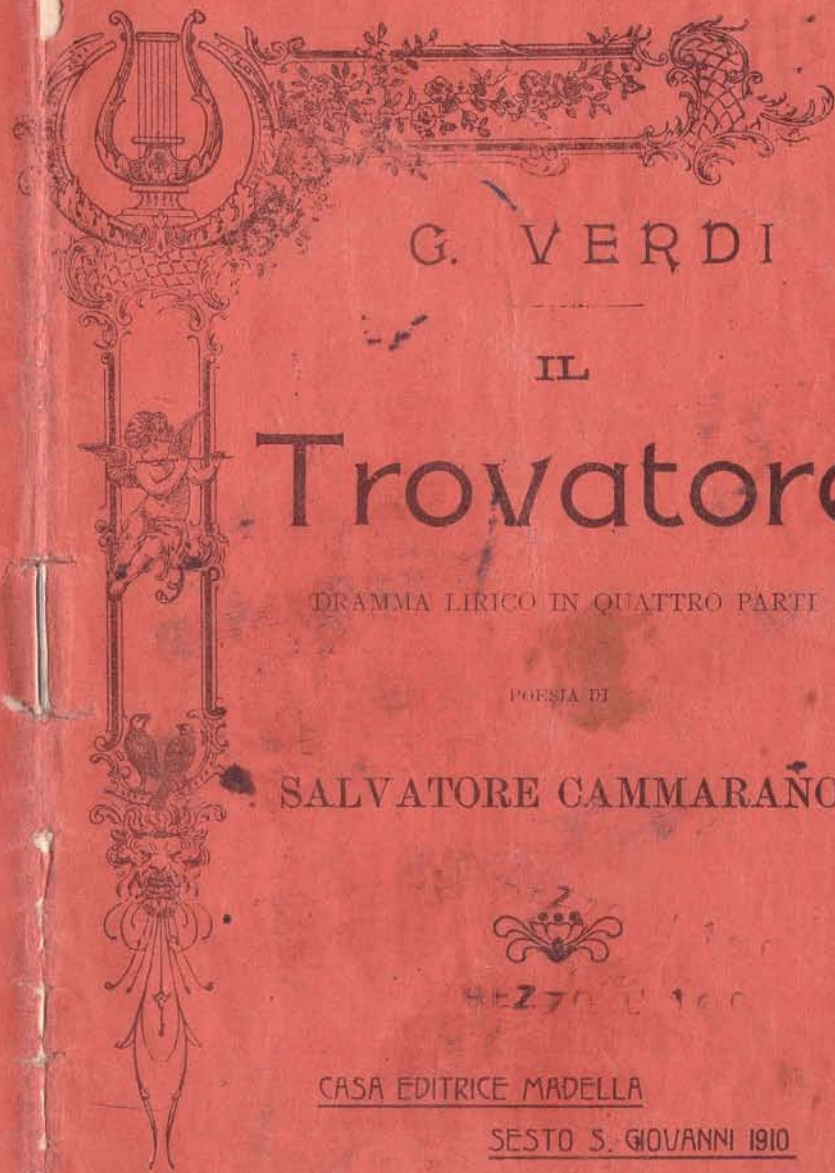 G. VERDI
IL
Trovatore
DRAMMA LIRICO IN QUATTRO PARTI
POESIA DI
SALVATORE CAMMARANO
CASA EDITRICE MADELLA
SESTO S. GIOVANNI 1910